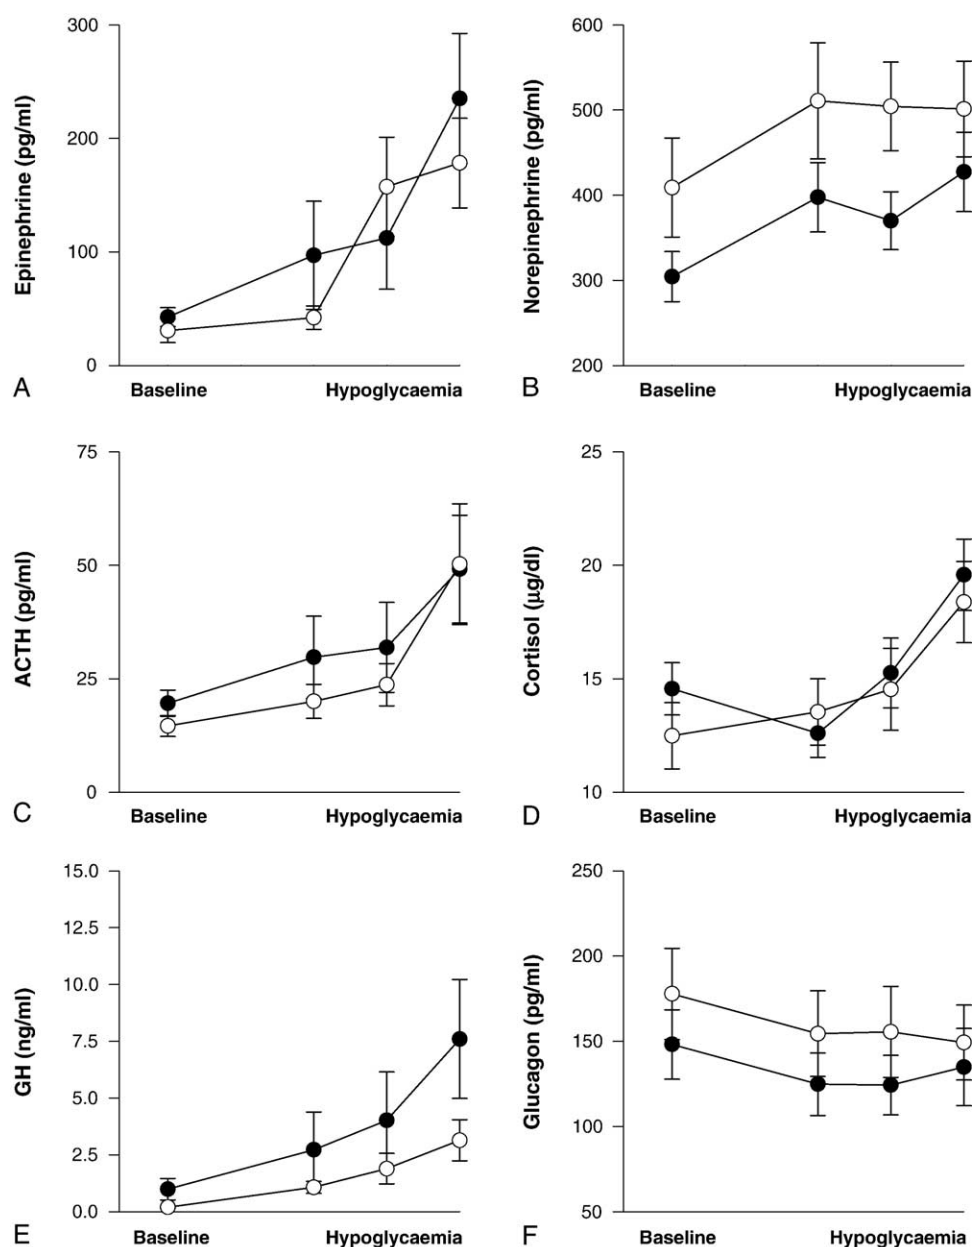 300
200
100
0
Epinephrine (pg/ml)
A
Baseline Hypoglycaemia
600
500
400
300
200
Norepinephrine (pg/ml)
B
Baseline Hypoglycaemia
75
50
25
0
ACTH (pg/ml)
C
Baseline Hypoglycaemia
25
20
15
10
Cortisol (μg/dl)
D
Baseline Hypoglycaemia
15.0
12.5
10.0
7.5
5.0
2.5
0.0
GH (ng/ml)
E
Baseline Hypoglycaemia
250
200
150
100
50
Glucagon (pg/ml)
F
Baseline Hypoglycaemia